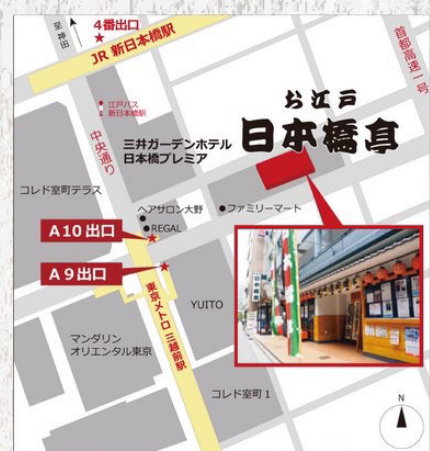 至神田
4番出口
JR 新日本橋駅
首都高速一号
江戸バス
新日本橋駅
中央通り
三井ガーデンホテル
日本橋プレミア
お江戸
日本橋亭
コレド室町テラス
ヘアサロン大野
ファミリーマート
REGAL
A10 出口
A9 出口
東京メトロ 三越前駅
YUITO
マンダリン
オリエンタル東京
コレド室町 1
N